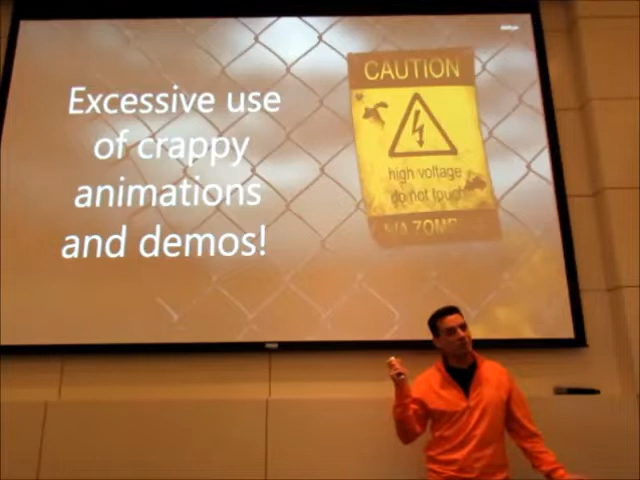 Excessive use
of crappy
animations
and demos!
CAUTION
high voltage
do not touch